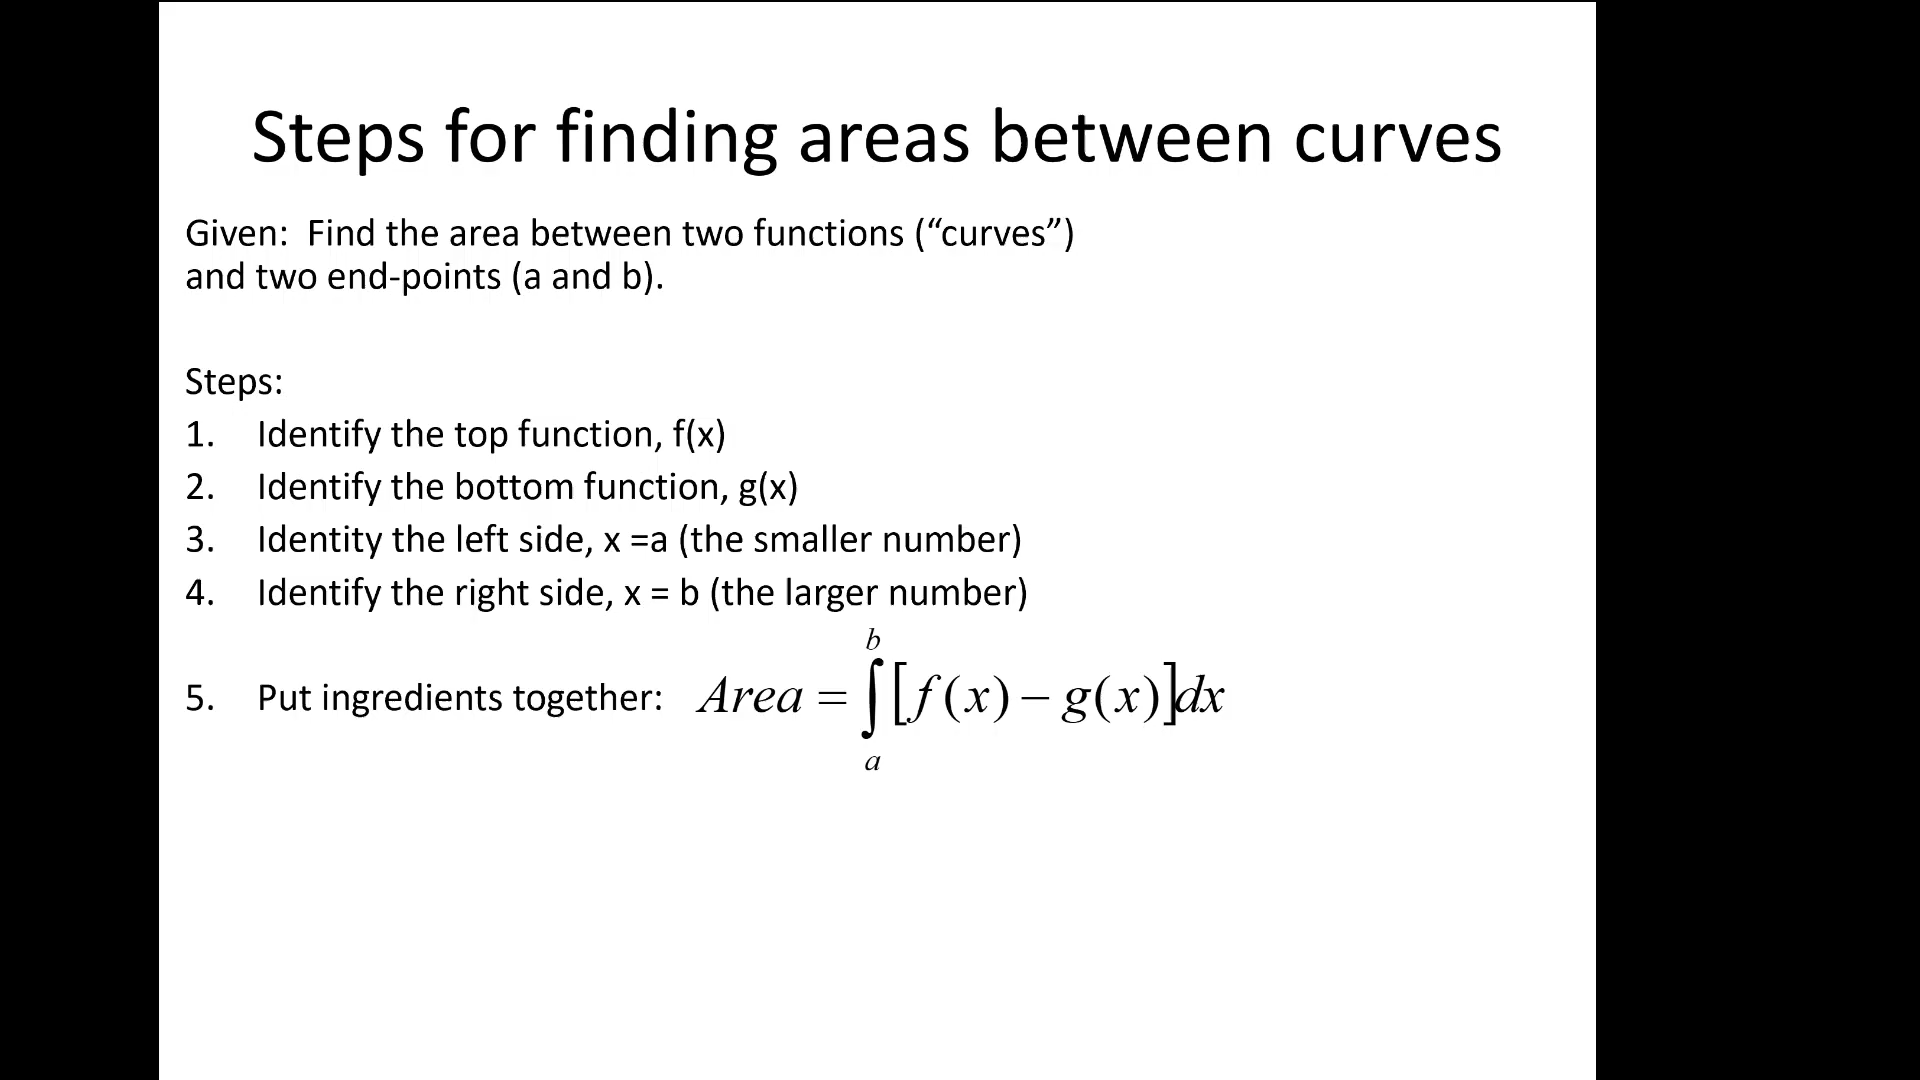 Steps for finding areas between curves
Given:  Find the area between two functions (“curves”)
and two end-points (a and b).
Steps:
1. Identify the top function, f(x)
2. Identify the bottom function, g(x)
3. Identity the left side, x =a (the smaller number)
4. Identify the right side, x = b (the larger number)
5. Put ingredients together: Area = ∫_a^b [f(x) − g(x)]dx